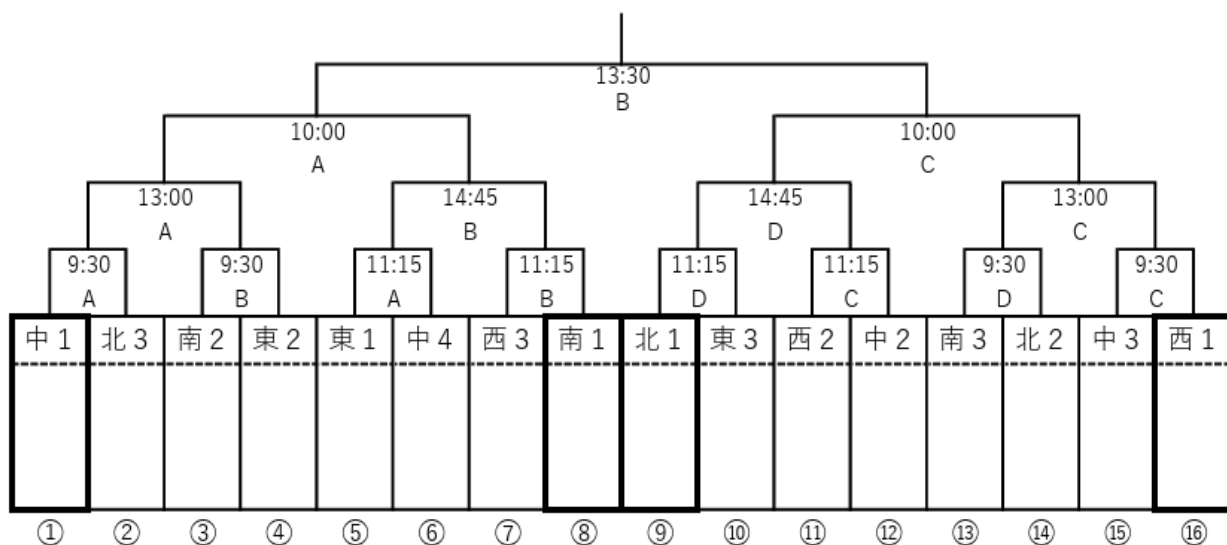 13:30
B
10:00 10:00
A C
13:00 14:45 14:45 13:00
A B D C
9:30 9:30 11:15 11:15 11:15 11:15 9:30 9:30
A B A B D C D C
中1 北3 南2 東2 東1 中4 西3 南1 北1 東3 西2 中2 南3 北2 中3 西1
① ② ③ ④ ⑤ ⑥ ⑦ ⑧ ⑨ ⑩ ⑪ ⑫ ⑬ ⑭ ⑮ ⑯